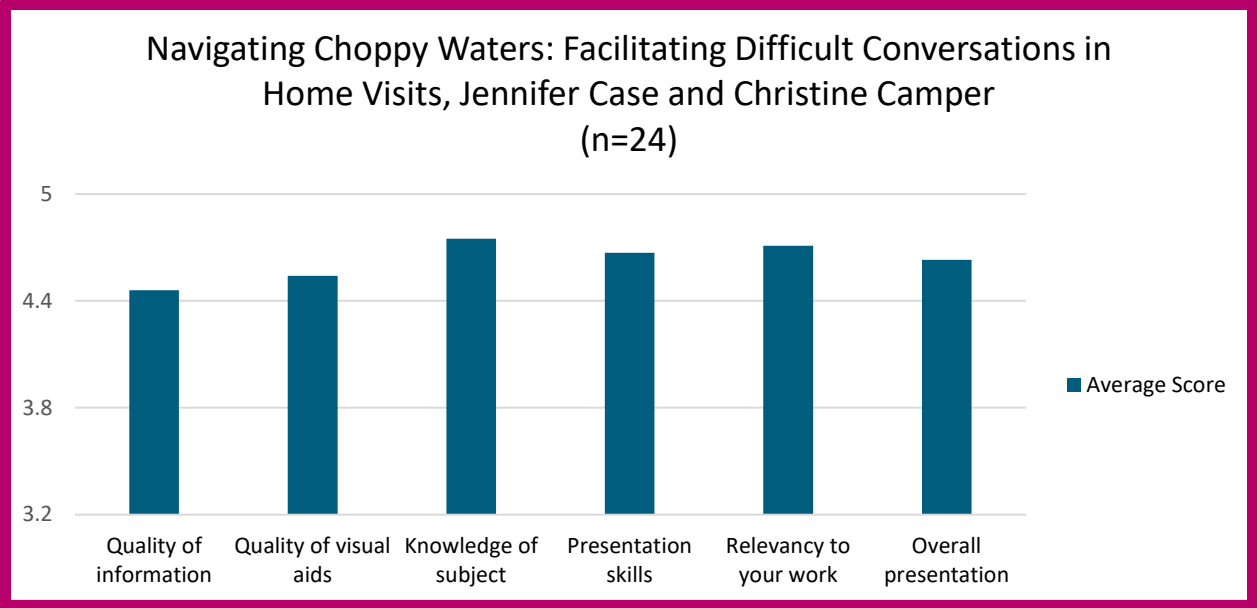 Navigating Choppy Waters: Facilitating Difficult Conversations in
Home Visits, Jennifer Case and Christine Camper
(n=24)
5
4.4
3.8
3.2
Quality of
information
Quality of visual
aids
Knowledge of
subject
Presentation
skills
Relevancy to
your work
Overall
presentation
Average Score